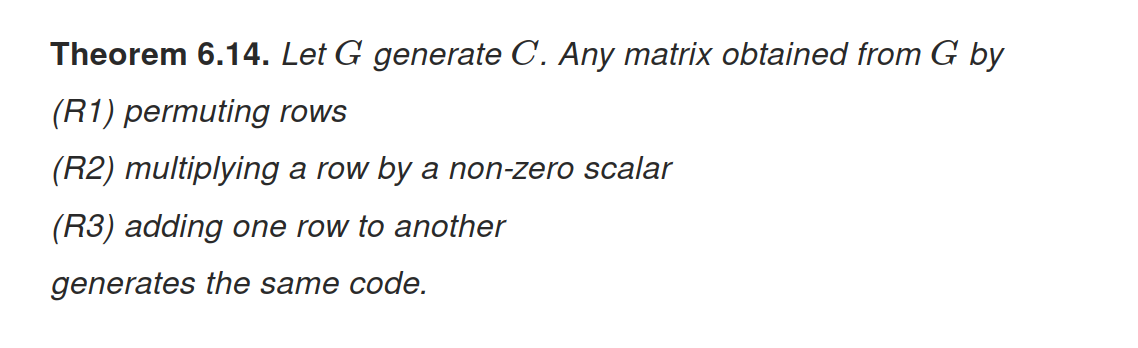 Theorem 6.14. Let G generate C. Any matrix obtained from G by
(R1) permuting rows
(R2) multiplying a row by a non-zero scalar
(R3) adding one row to another
generates the same code.